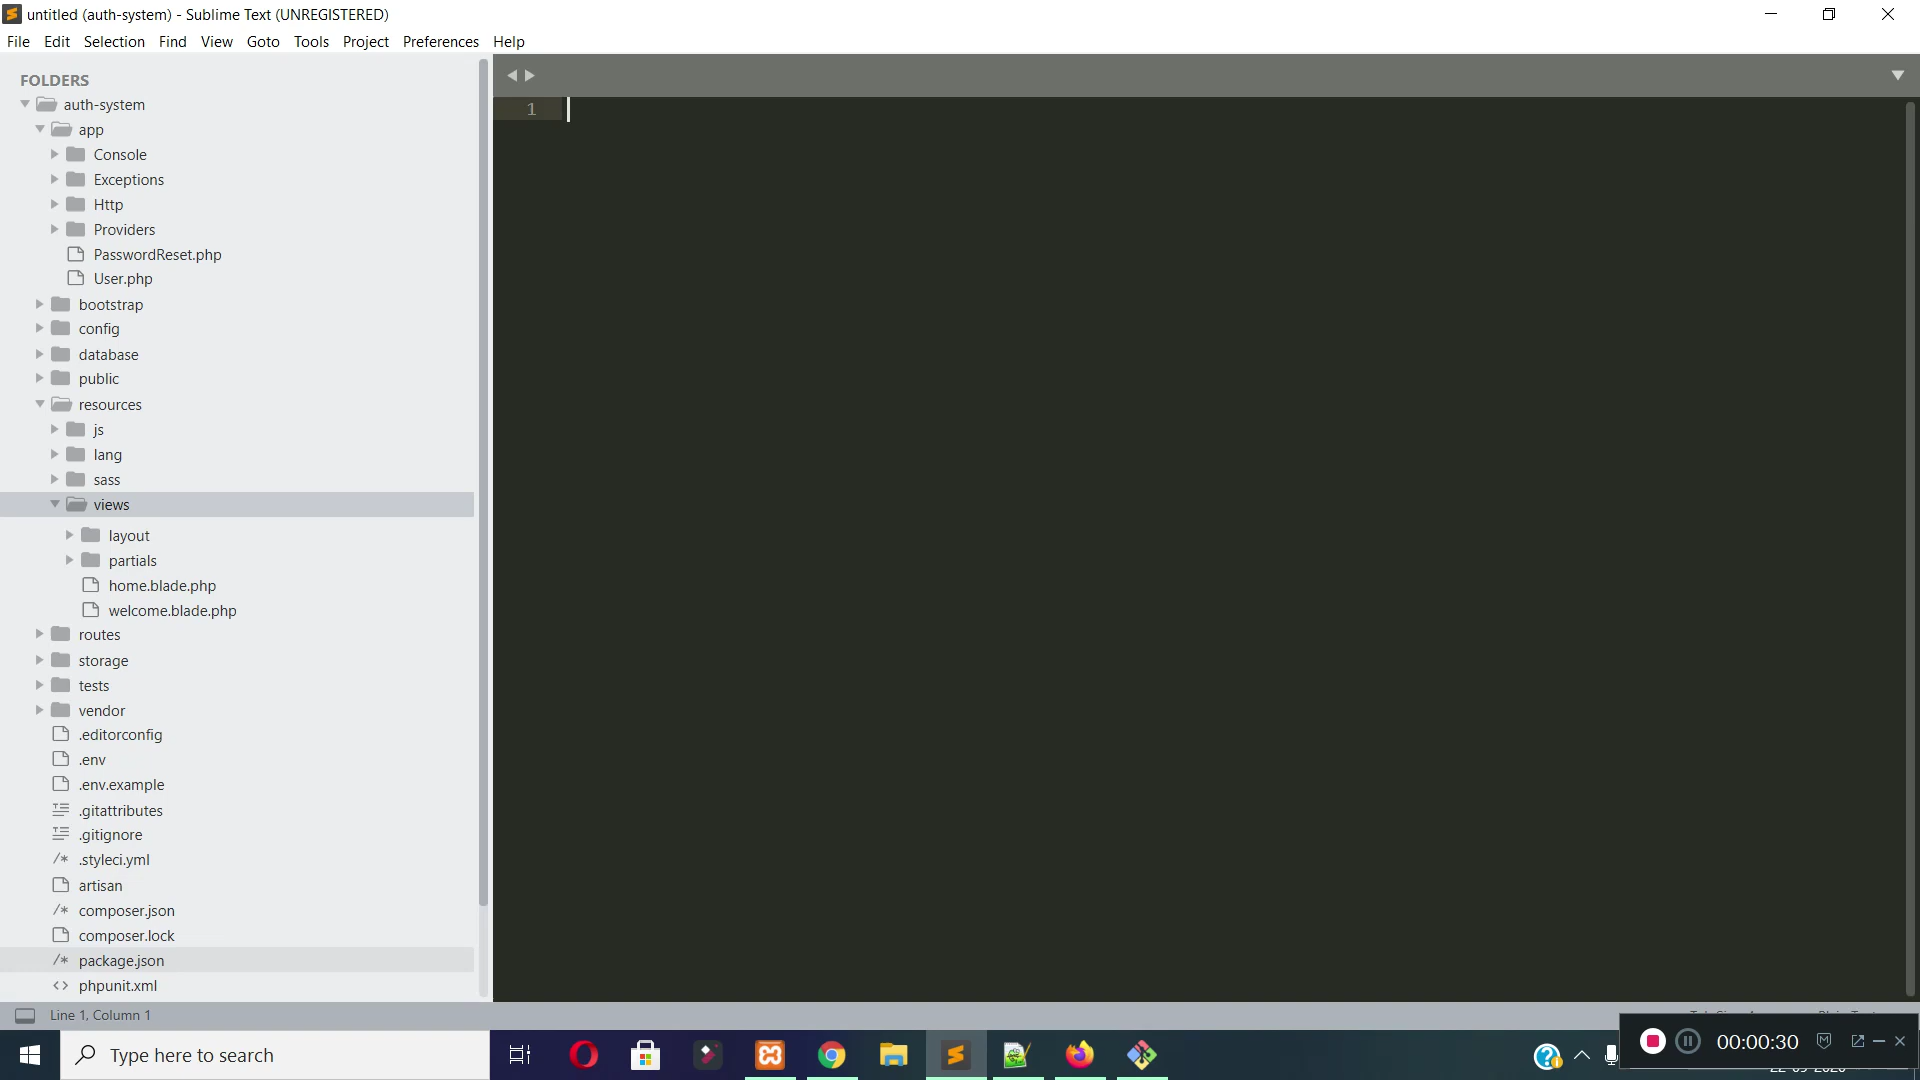 untitled (auth-system) - Sublime Text (UNREGISTERED)
File Edit Selection Find View Goto Tools Project Preferences Help
FOLDERS
auth-system
app
Console
Exceptions
Http
Providers
PasswordReset.php
User.php
bootstrap
config
database
public
resources
js
lang
sass
views
layout
partials
home.blade.php
welcome.blade.php
routes
storage
tests
vendor
.editorconfig
.env
.env.example
.gitattributes
.gitignore
.styleci.yml
artisan
composer.json
composer.lock
package.json
phpunit.xml
1
Line 1, Column 1
Type here to search
00:00:30